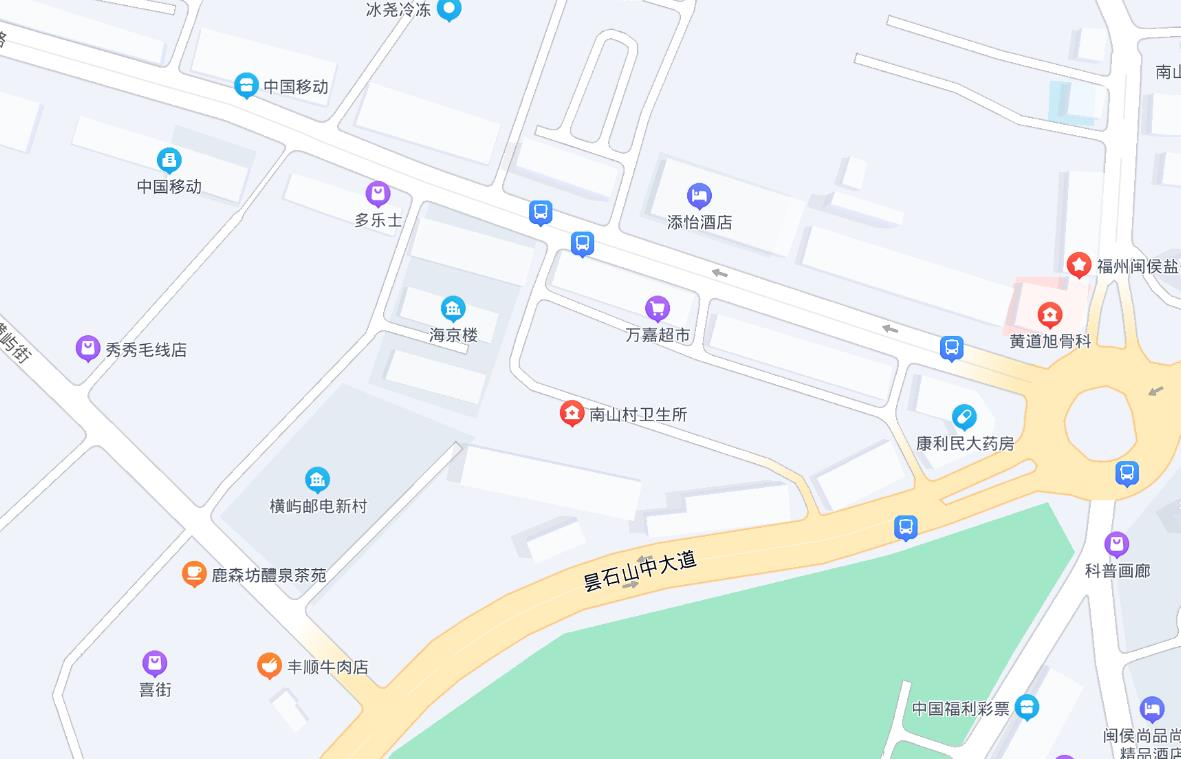 冰尧冷冻
路
中国移动
南山
中国移动
多乐士
添怡酒店
福州闽侯盐
海京楼
万嘉超市
黄道旭骨科
屿街
秀秀毛线店
南山村卫生所
康利民大药房
横屿邮电新村
昙石山中大道
鹿森坊醴泉茶苑
科普画廊
丰顺牛肉店
喜街
中国福利彩票
闽侯尚品尚
精品酒店